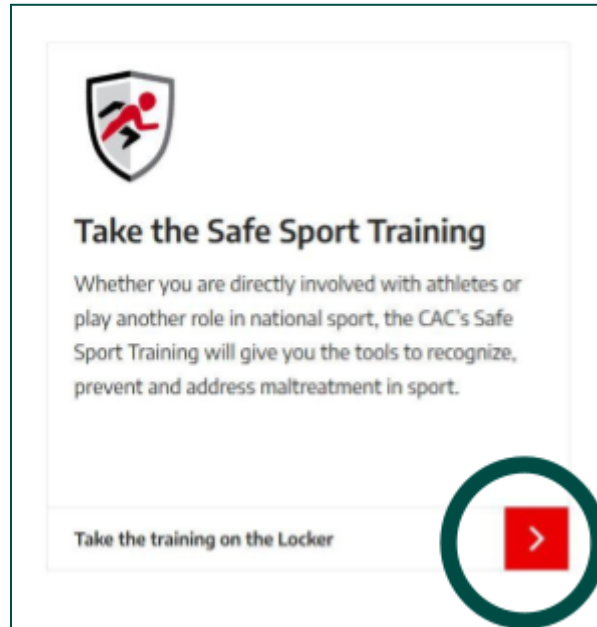 Take the Safe Sport Training
Whether you are directly involved with athletes or
play another role in national sport, the CAC's Safe
Sport Training will give you the tools to recognize,
prevent and address maltreatment in sport.
Take the training on the Locker